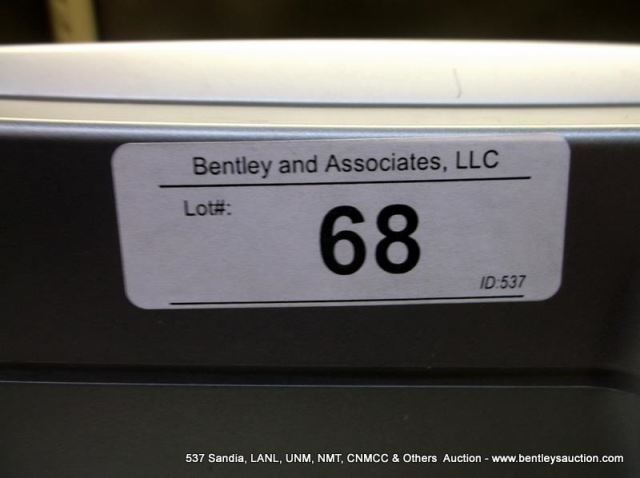 Bentley and Associates, LLC
Lot#:
68
ID:537
537 Sandia, LANL, UNM, NMT, CNMCC & Others Auction - www.bentleysauction.com